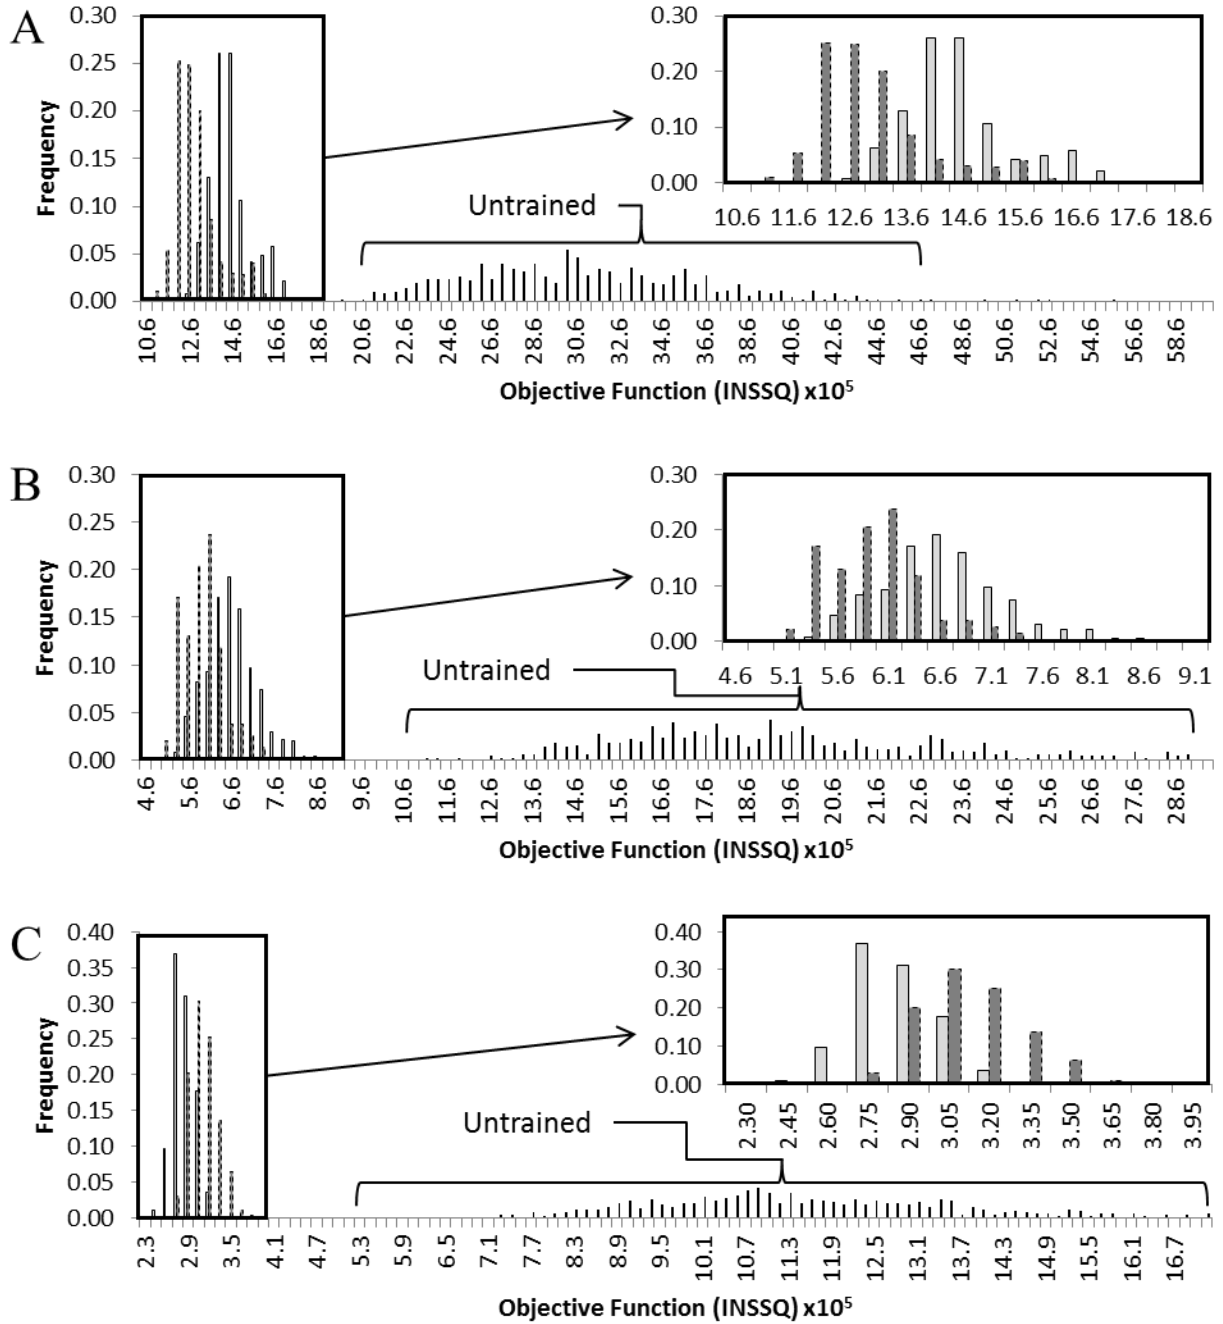 A
Frequency
0.30
0.25
0.20
0.15
0.10
0.05
0.00
10.6 12.6 14.6 16.6 18.6 20.6 22.6 24.6 26.6 28.6 30.6 32.6 34.6 36.6 38.6 40.6 42.6 44.6 46.6 48.6 50.6 52.6 54.6 56.6 58.6
Objective Function (INSSQ) x10⁵
Untrained
0.30
0.20
0.10
0.00
10.6 11.6 12.6 13.6 14.6 15.6 16.6 17.6 18.6
B
Frequency
0.30
0.25
0.20
0.15
0.10
0.05
0.00
4.6 5.6 6.6 7.6 8.6 9.6 10.6 11.6 12.6 13.6 14.6 15.6 16.6 17.6 18.6 19.6 20.6 21.6 22.6 23.6 24.6 25.6 26.6 27.6 28.6
Objective Function (INSSQ) x10⁵
Untrained
0.30
0.20
0.10
0.00
4.6 5.1 5.6 6.1 6.6 7.1 7.6 8.1 8.6 9.1
C
Frequency
0.40
0.35
0.30
0.25
0.20
0.15
0.10
0.05
0.00
2.3 2.9 3.5 4.1 4.7 5.3 5.9 6.5 7.1 7.7 8.3 8.9 9.5 10.1 10.7 11.3 11.9 12.5 13.1 13.7 14.3 14.9 15.5 16.1 16.7
Objective Function (INSSQ) x10⁵
Untrained
0.40
0.30
0.20
0.10
0.00
2.30 2.45 2.60 2.75 2.90 3.05 3.20 3.35 3.50 3.65 3.80 3.95